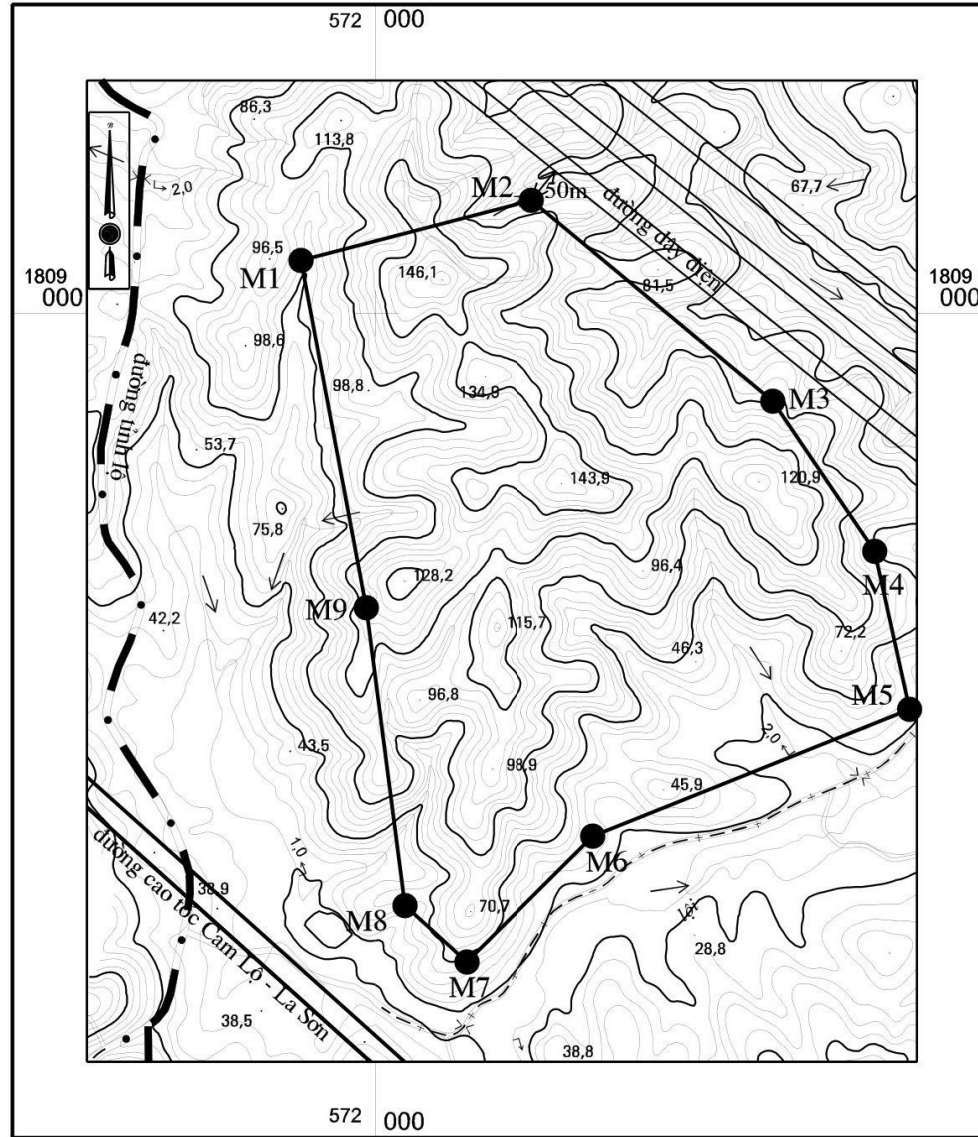 572 000
86,3
113,8
2,0
67,7
M2
50m
đường dây điện
96,5
M1
146,1
81,5
1809
000
1809
000
98,6
98,8
134,9
M3
đường tỉnh lộ
53,7
143,9
120,9
75,8
128,2
96,4
M4
42,2
M9
115,7
46,3
72,2
96,8
M5
43,5
2,0
98,9
45,9
1,0
M6
đường cao tốc Cam Lộ - La Sơn
38,9
M8
70,7
lội
28,8
M7
38,5
38,8
572 000